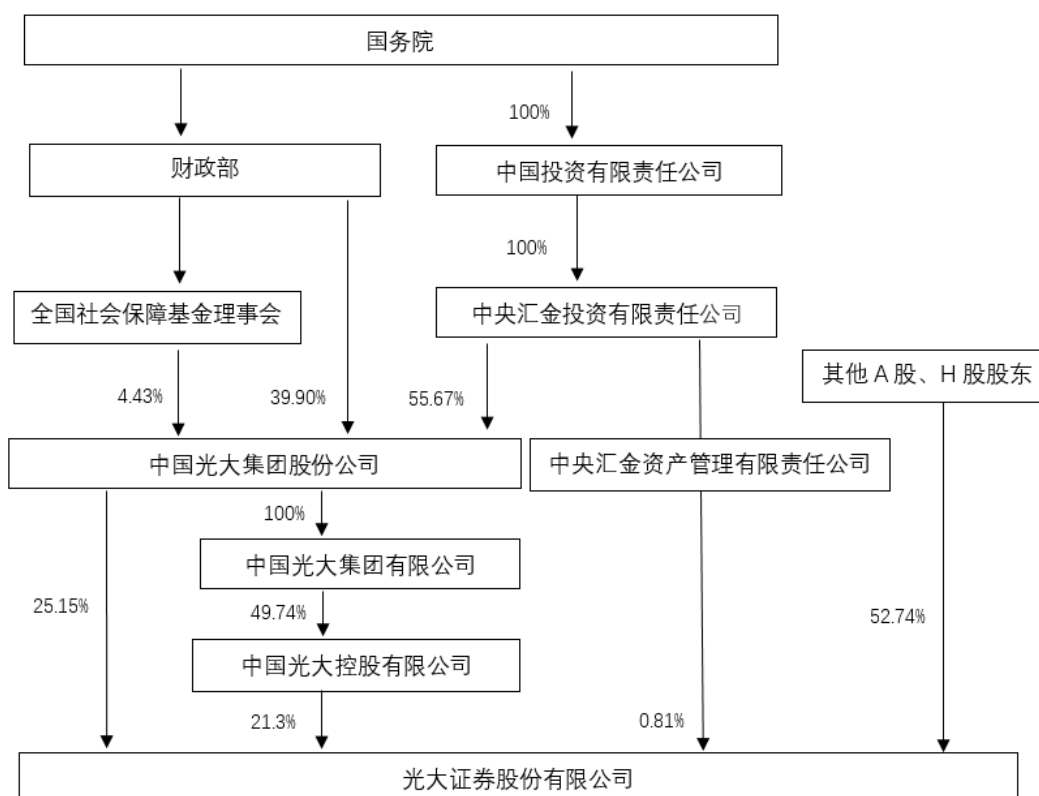 国务院
100%
财政部
中国投资有限责任公司
100%
全国社会保障基金理事会
中央汇金投资有限责任公司
其他A股、H股股东
4.43%
39.90%
55.67%
中国光大集团股份公司
中央汇金资产管理有限责任公司
100%
中国光大集团有限公司
25.15%
49.74%
52.74%
中国光大控股有限公司
21.3%
0.81%
光大证券股份有限公司